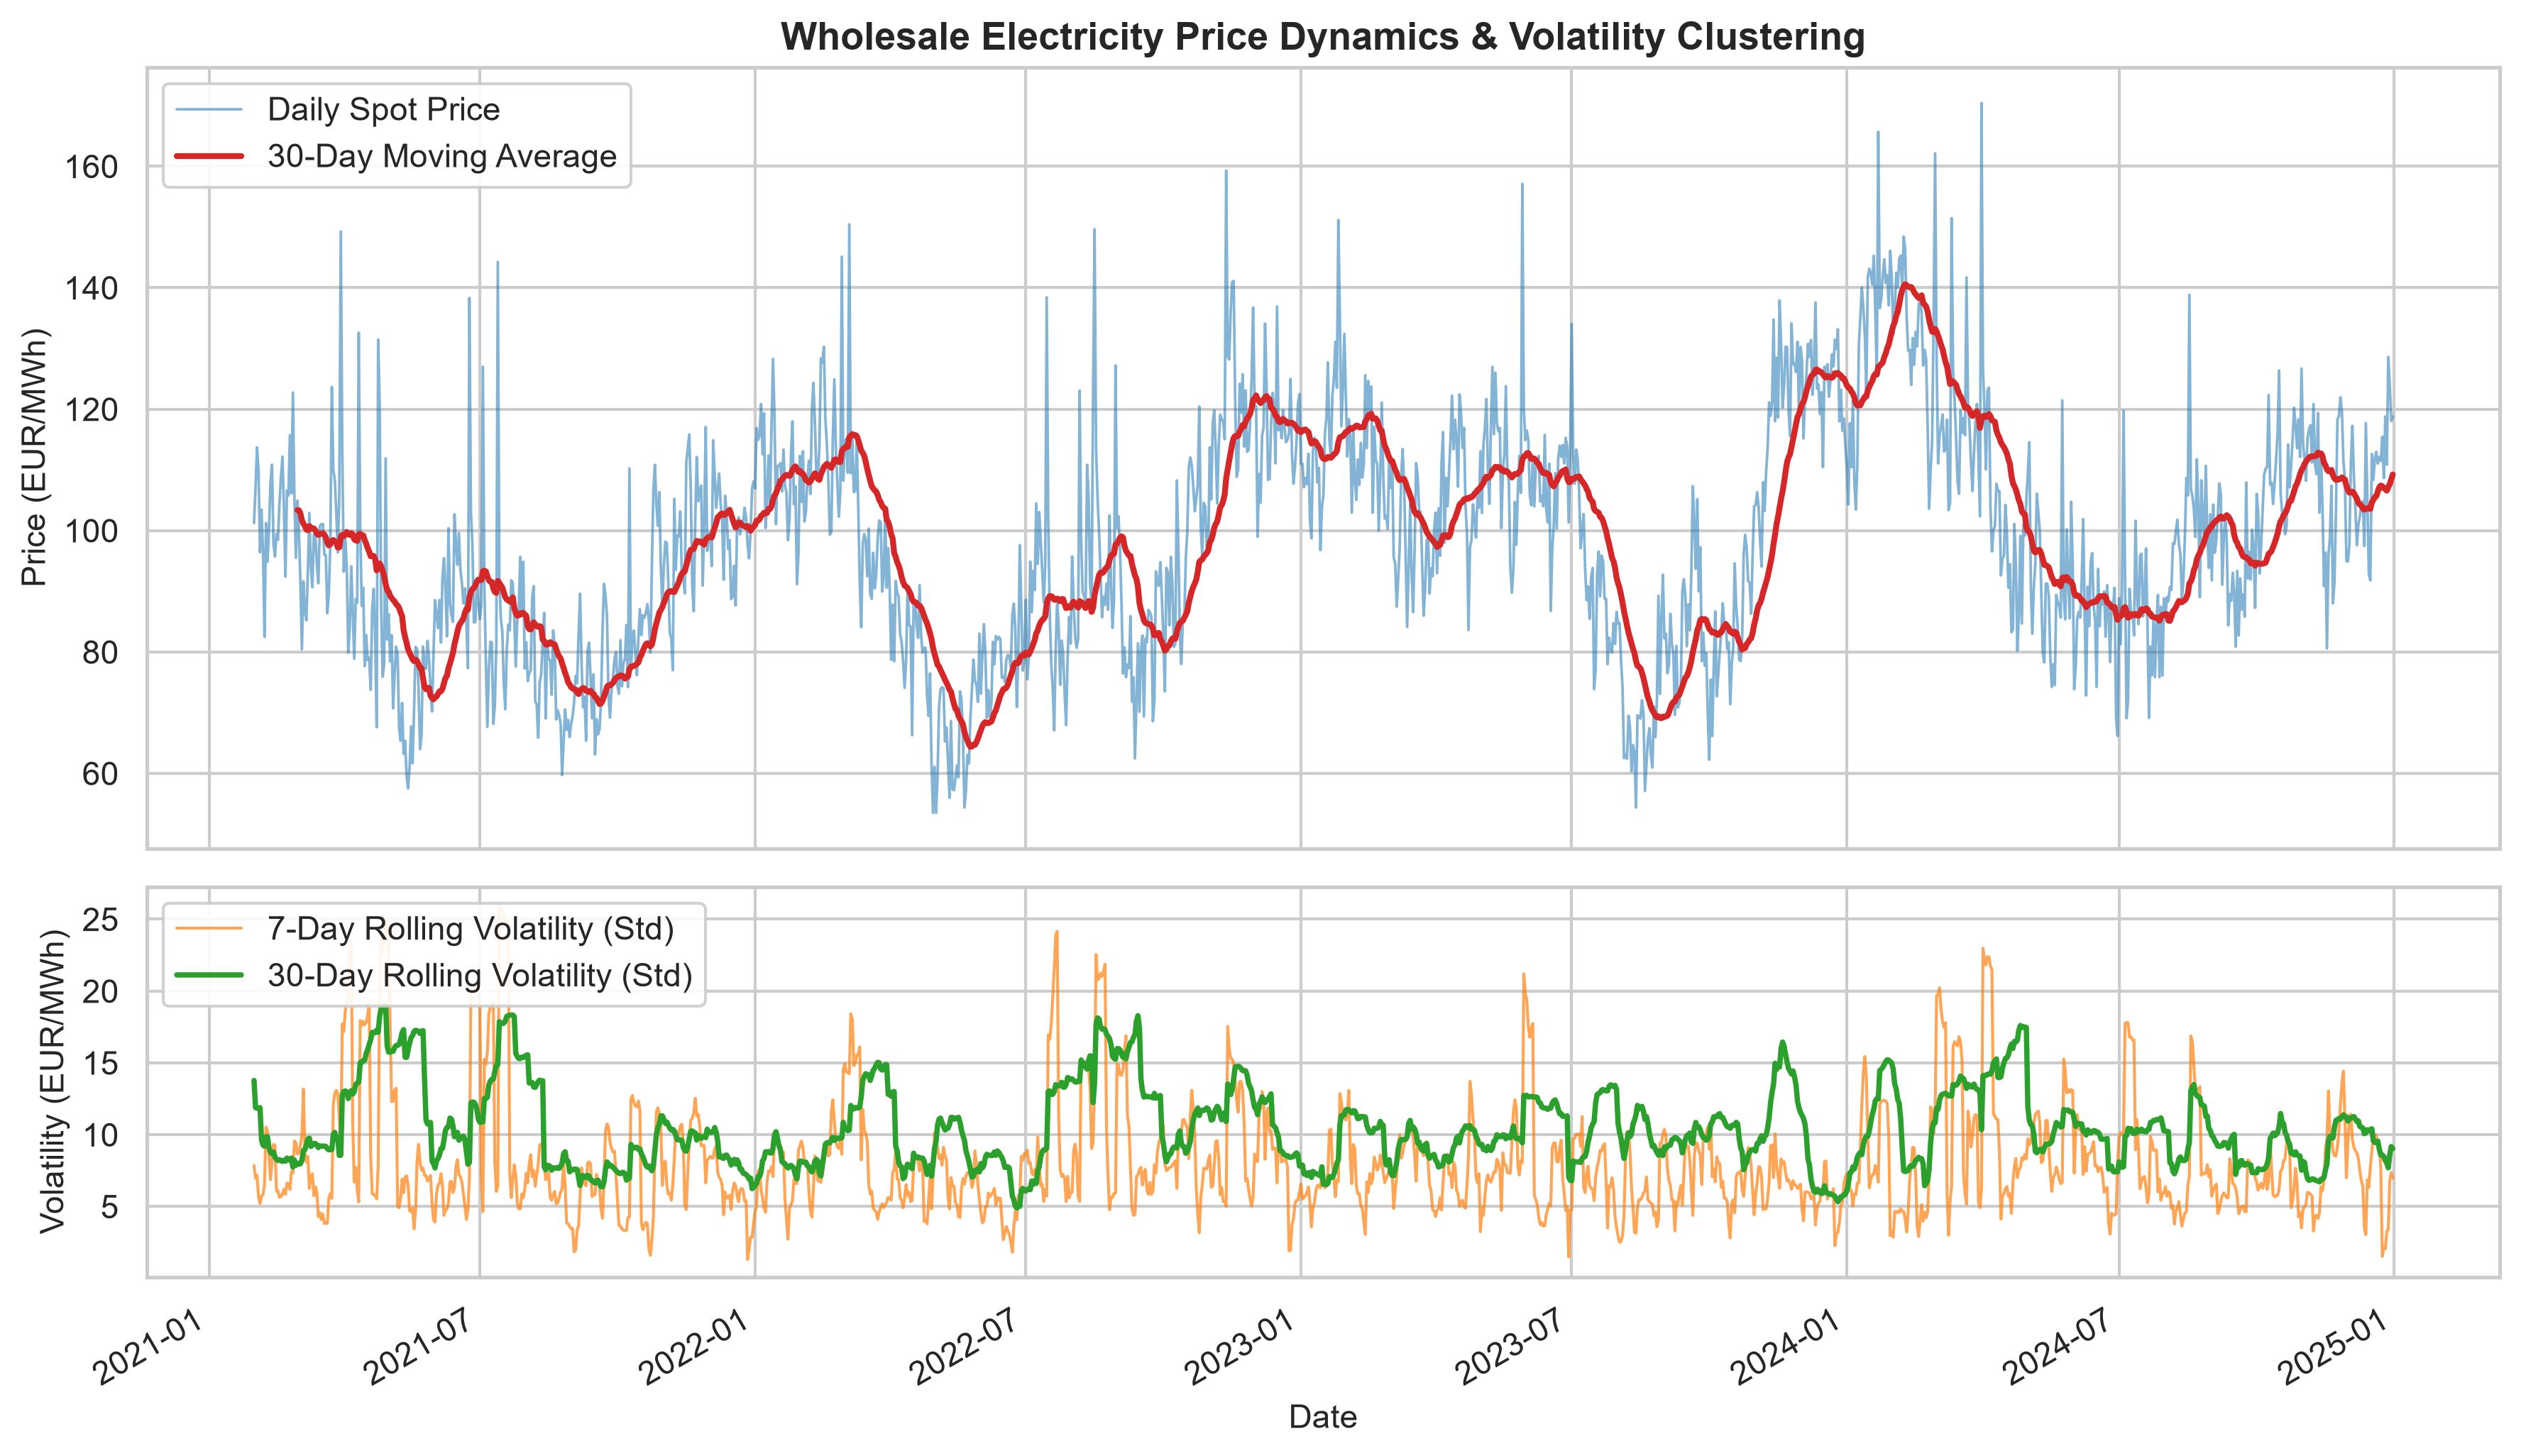 Wholesale Electricity Price Dynamics & Volatility Clustering
Daily Spot Price
30-Day Moving Average
160
140
120
100
80
60
Price (EUR/MWh)
7-Day Rolling Volatility (Std)
30-Day Rolling Volatility (Std)
25
20
15
10
5
Volatility (EUR/MWh)
2021-01
2021-07
2022-01
2022-07
2023-01
2023-07
2024-01
2024-07
2025-01
Date